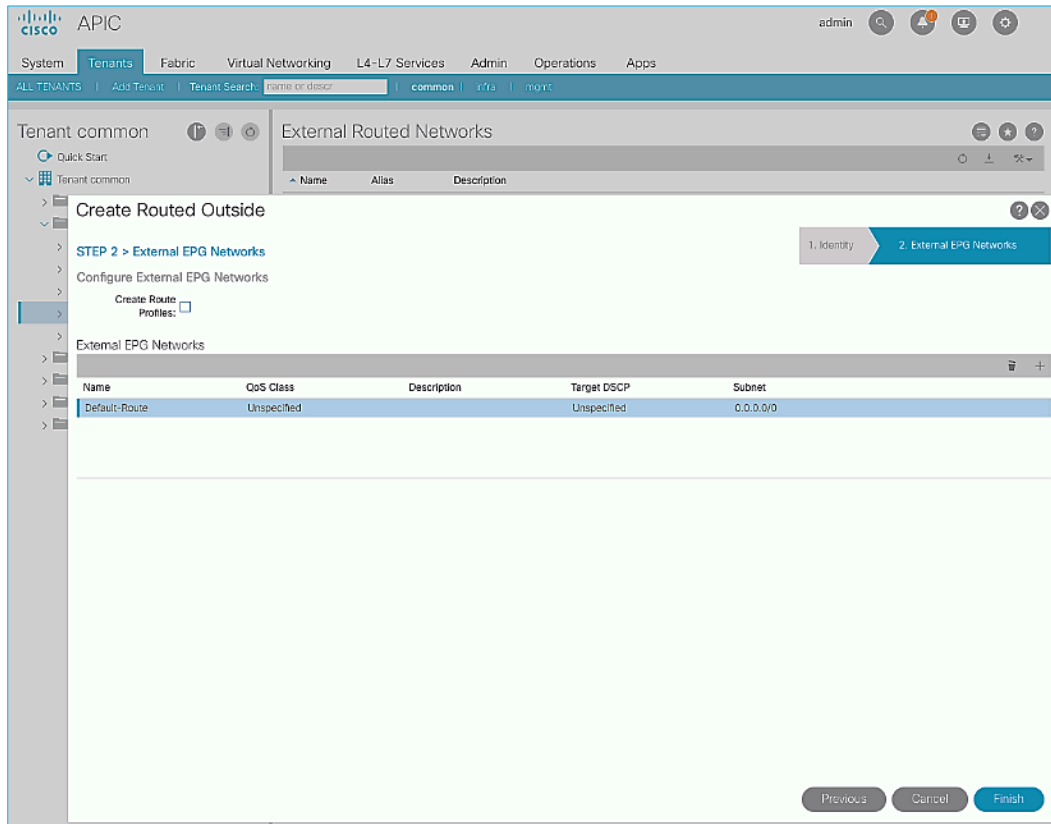 CISCO APIC admin
System Tenants Fabric Virtual Networking L4-L7 Services Admin Operations Apps
ALL TENANTS | Add Tenant | Tenant Search: name or descr | common | infra | mgmt
Tenant common
External Routed Networks
Quick Start
Tenant common
Name Alias Description
Create Routed Outside
STEP 2 > External EPG Networks
1. Identity 2. External EPG Networks
Configure External EPG Networks
Create Route
Profiles:
External EPG Networks
Name QoS Class Description Target DSCP Subnet
Default-Route Unspecified Unspecified 0.0.0.0/0
Previous Cancel Finish